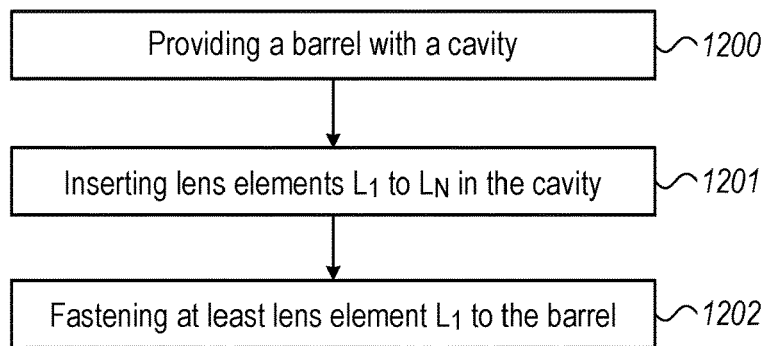 Providing a barrel with a cavity 1200
Inserting lens elements L₁ to L_N in the cavity 1201
Fastening at least lens element L₁ to the barrel 1202